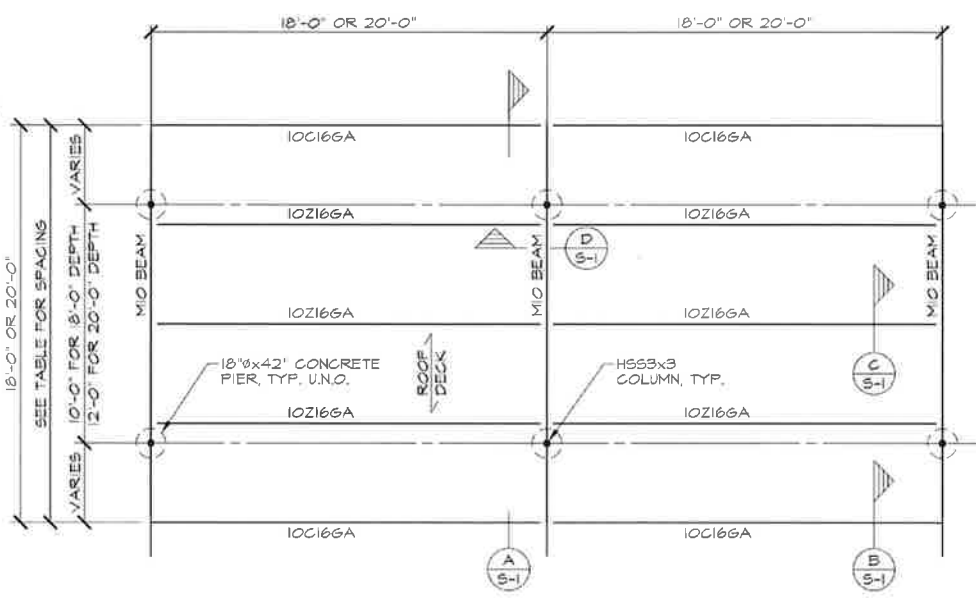 18'-0" OR 20'-0"
18'-0" OR 20'-0"
10C16GA
10C16GA
VARIES
10Z16GA
10Z16GA
D
S-1
M10 BEAM
M10 BEAM
M10 BEAM
18'-0" OR 20'-0"
SEE TABLE FOR SPACING
10'-0" FOR 18'-0" DEPTH
12'-0" FOR 20'-0" DEPTH
10Z16GA
10Z16GA
C
S-1
18"øx42" CONCRETE
PIER, TYP. U.N.O.
ROOF
DECK
HSS3x3
COLUMN, TYP.
10Z16GA
10Z16GA
VARIES
10C16GA
10C16GA
A
S-1
B
S-1